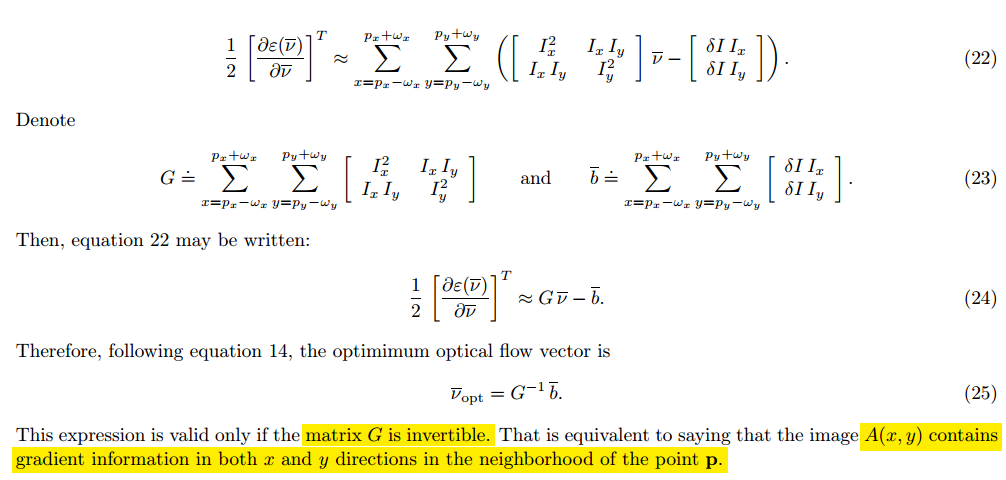 \frac{1}{2} \left[ \frac{\partial \varepsilon(\overline{\nu})}{\partial \overline{\nu}} \right]^T \approx \sum_{x=p_x-\omega_x}^{p_x+\omega_x} \sum_{y=p_y-\omega_y}^{p_y+\omega_y} \left( \begin{bmatrix} I_x^2 & I_x I_y \\ I_x I_y & I_y^2 \end{bmatrix} \overline{\nu} - \begin{bmatrix} \delta I \, I_x \\ \delta I \, I_y \end{bmatrix} \right). (22)
Denote
G \doteq \sum_{x=p_x-\omega_x}^{p_x+\omega_x} \sum_{y=p_y-\omega_y}^{p_y+\omega_y} \begin{bmatrix} I_x^2 & I_x I_y \\ I_x I_y & I_y^2 \end{bmatrix} and \overline{b} \doteq \sum_{x=p_x-\omega_x}^{p_x+\omega_x} \sum_{y=p_y-\omega_y}^{p_y+\omega_y} \begin{bmatrix} \delta I \, I_x \\ \delta I \, I_y \end{bmatrix}. (23)
Then, equation 22 may be written:
\frac{1}{2} \left[ \frac{\partial \varepsilon(\overline{\nu})}{\partial \overline{\nu}} \right]^T \approx G \overline{\nu} - \overline{b}. (24)
Therefore, following equation 14, the optimimum optical flow vector is
\overline{\nu}_{\text{opt}} = G^{-1} \overline{b}. (25)
This expression is valid only if the matrix G is invertible. That is equivalent to saying that the image A(x, y) contains
gradient information in both x and y directions in the neighborhood of the point p.